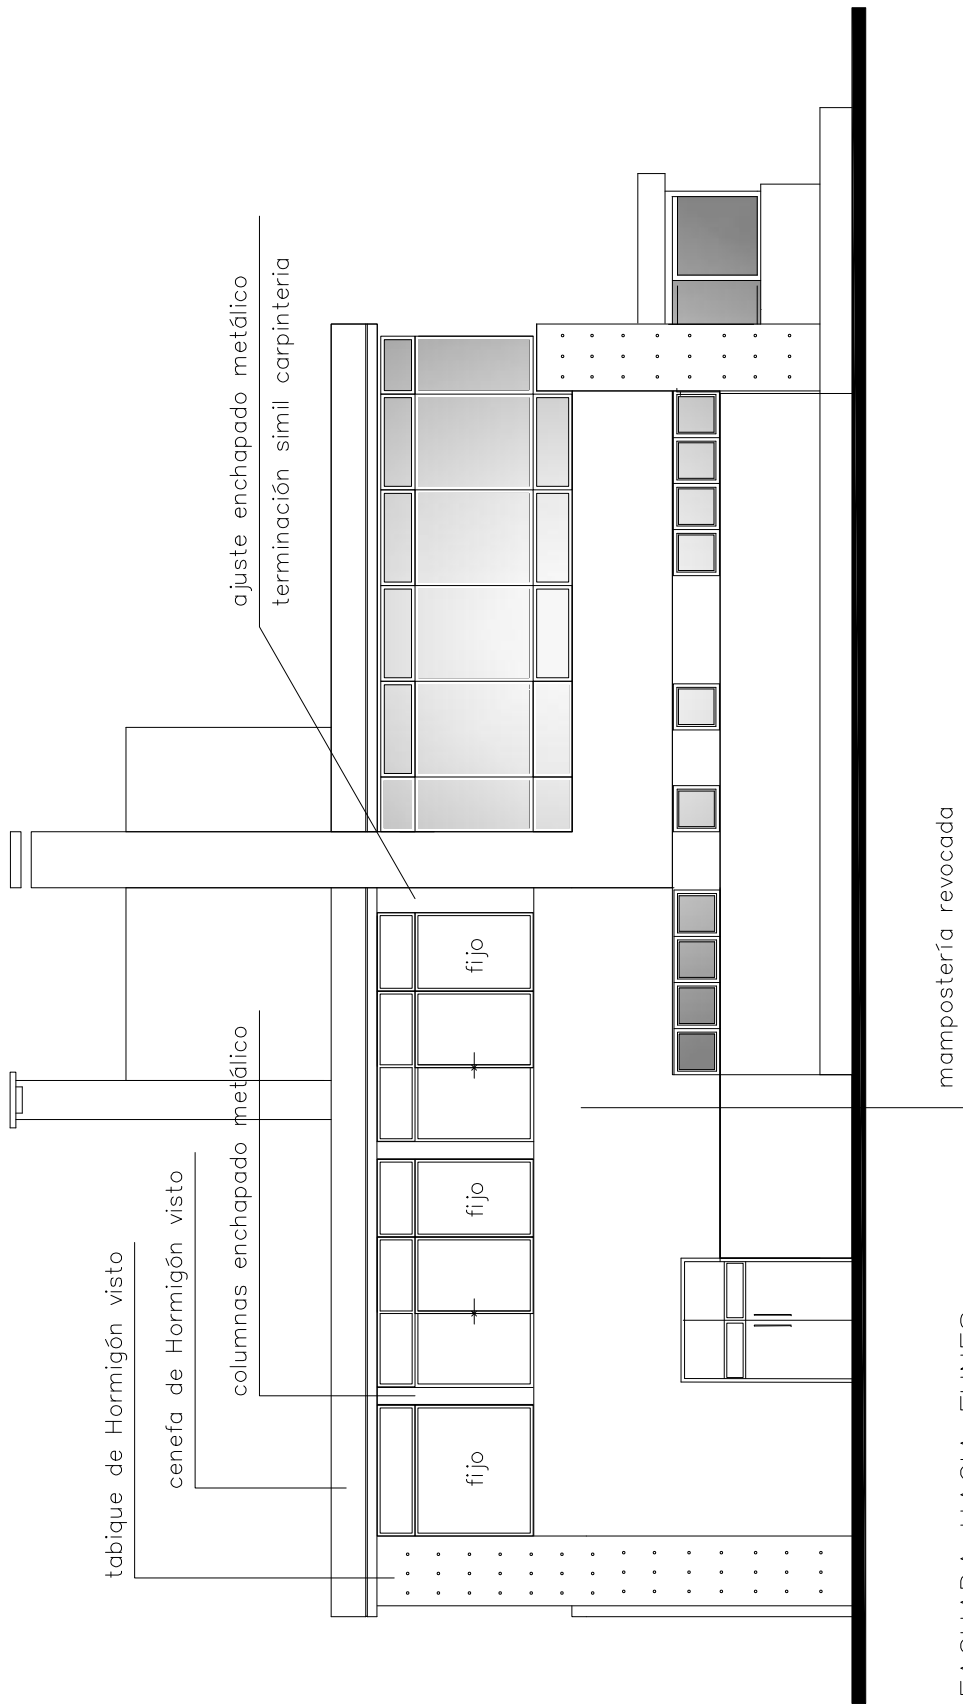 tabique de Hormigón visto
cenefa de Hormigón visto
columnas enchapado metálico
ajuste enchapado metálico
terminación simil carpinteria
fijo
fijo
fijo
mampostería revocada